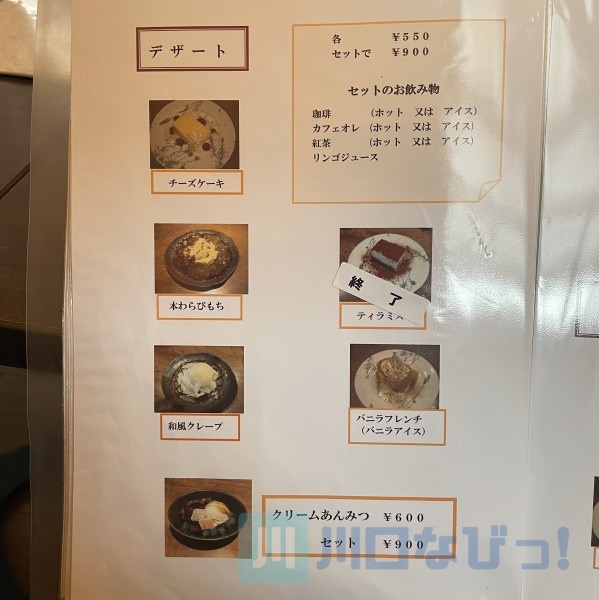 デザート
各 ￥550
セットで ￥900
セットのお飲み物
珈琲 （ホット 又は アイス）
カフェオレ （ホット 又は アイス）
紅茶 （ホット 又は アイス）
リンゴジュース
チーズケーキ
本わらびもち
終了
ティラミス
和風クレープ
バニラフレンチ
（バニラアイス）
クリームあんみつ ￥600
セット ￥900
川口なびっ!